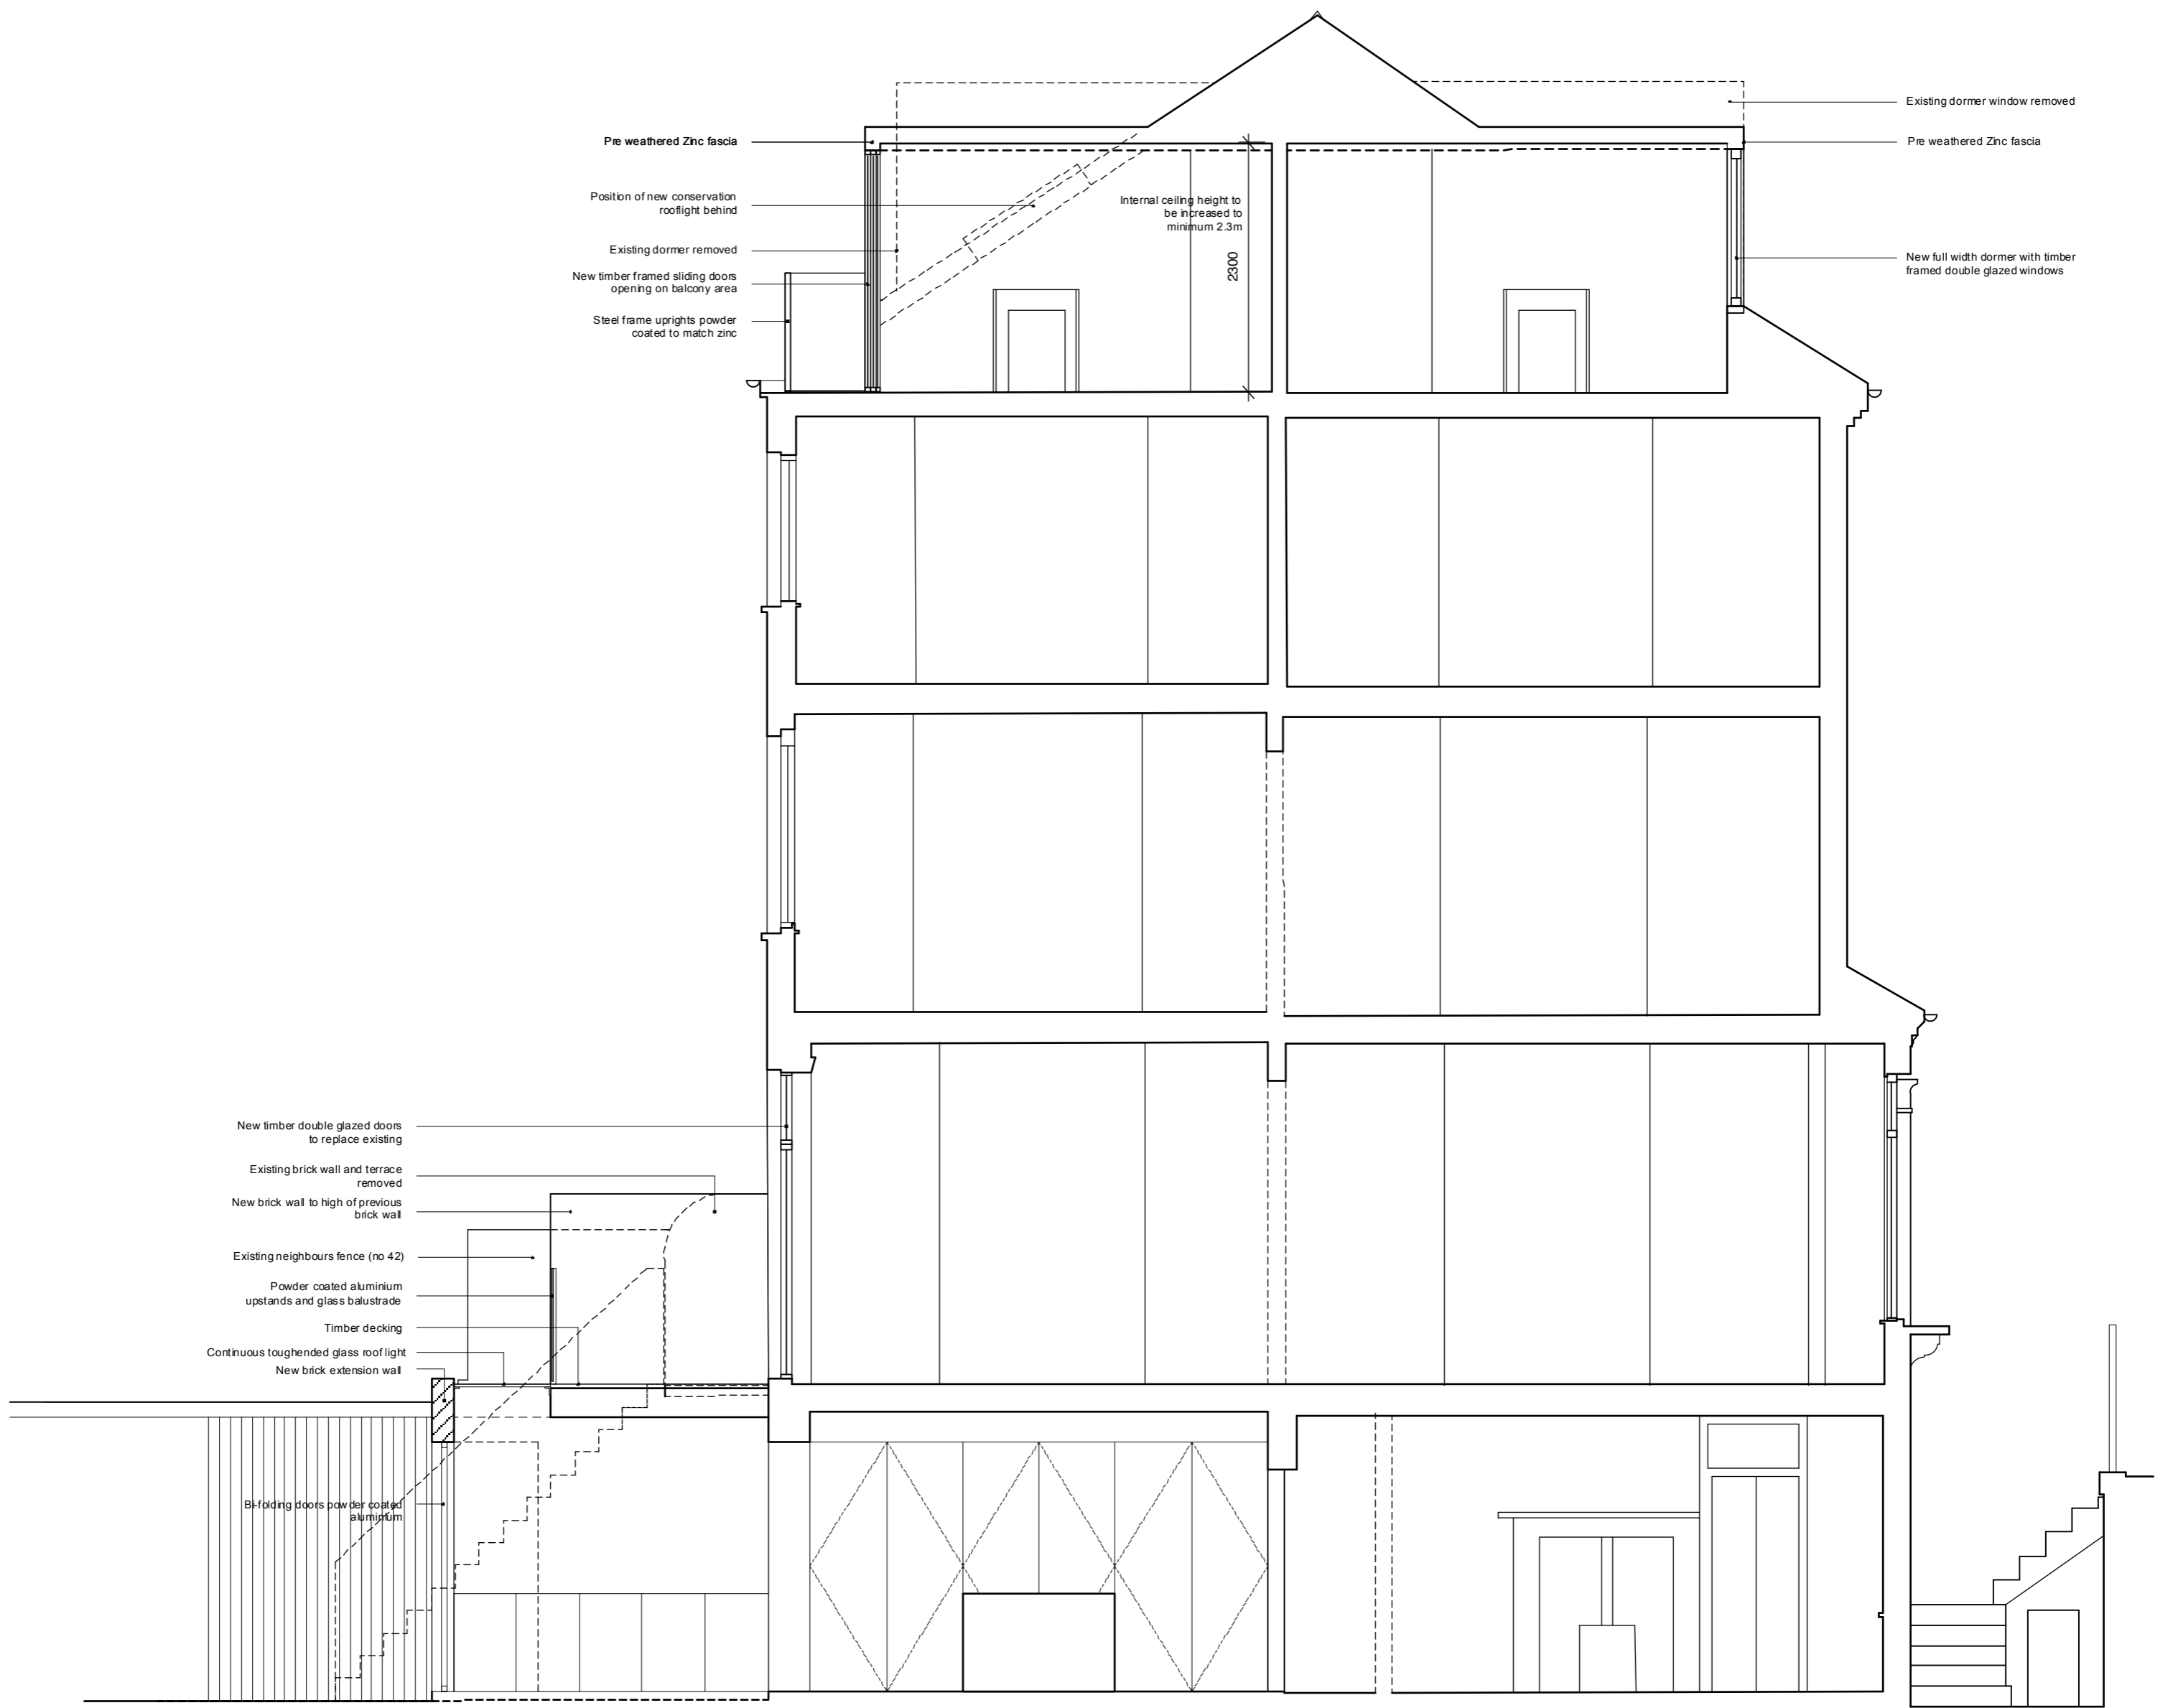 Existing dormer window removed
Pre weathered Zinc fascia
Pre weathered Zinc fascia
Position of new conservation
rooflight behind
Internal ceiling height to
be increased to
minimum 2.3m
Existing dormer removed
2300
New full width dormer with timber
framed double glazed windows
New timber framed sliding doors
opening on balcony area
Steel frame uprights powder
coated to match zinc
New timber double glazed doors
to replace existing
Existing brick wall and terrace
removed
New brick wall to high of previous
brick wall
Existing neighbours fence (no 42)
Powder coated aluminium
upstands and glass balustrade
Timber decking
Continuous toughended glass roof light
New brick extension wall
Bi-folding doors powder coated
aluminium